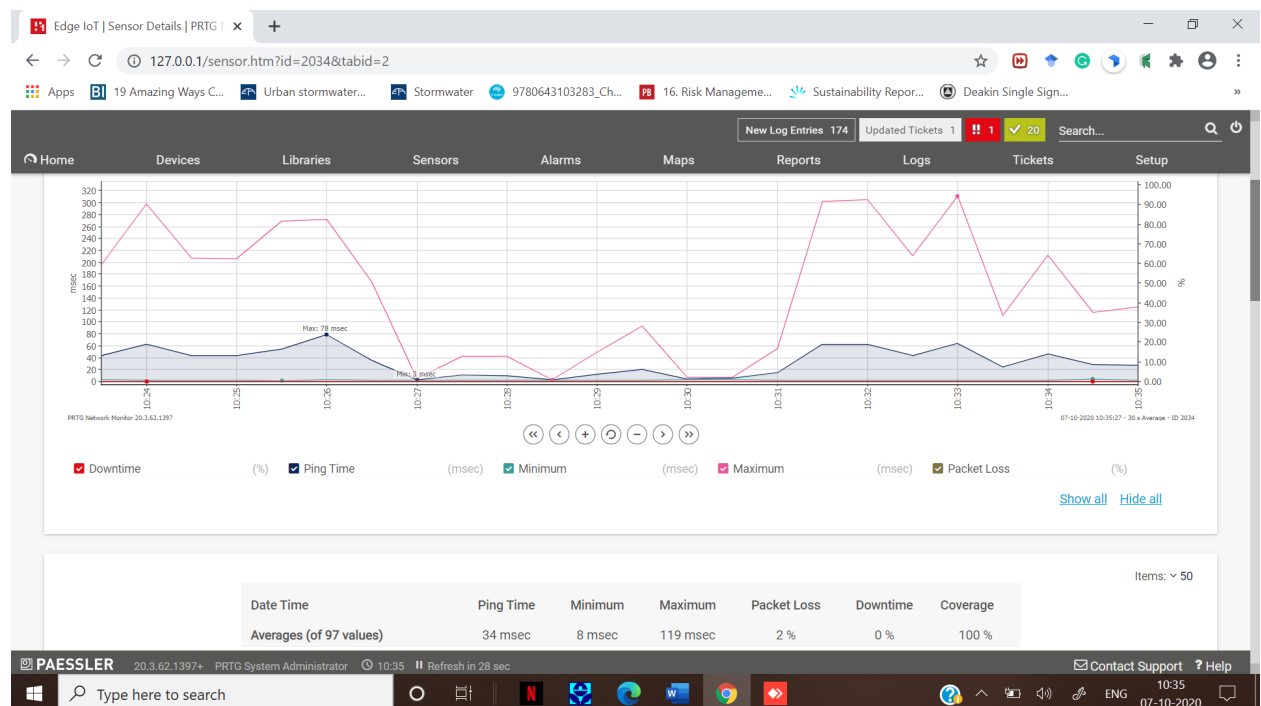 Edge IoT | Sensor Details | PRTG N
127.0.0.1/sensor.htm?id=2034&tabid=2
Apps BI 19 Amazing Ways C... Urban stormwater... Stormwater 9780643103283_Ch... PB 16. Risk Manageme... Sustainability Repor... Deakin Single Sign... »
New Log Entries 174 Updated Tickets 1 !! 1 20 Search...
Home Devices Libraries Sensors Alarms Maps Reports Logs Tickets Setup
320 100.00
300 90.00
280
260 80.00
240 70.00
220
200 60.00
180
160 50.00
msec %
140 40.00
120
100 30.00
80 Max: 78 msec
60 20.00
40 10.00
20 Min: 3 msec
0 0.00
10:24 10:25 10:26 10:27 10:28 10:29 10:30 10:31 10:32 10:33 10:34 10:35
PRTG Network Monitor 20.3.62.1397 07-10-2020 10:35:27 - 30 s Average - ID 2034
Downtime (%) Ping Time (msec) Minimum (msec) Maximum (msec) Packet Loss (%)
Show all Hide all
Items: 50
Date Time Ping Time Minimum Maximum Packet Loss Downtime Coverage
Averages (of 97 values) 34 msec 8 msec 119 msec 2 % 0 % 100 %
PAESSLER 20.3.62.1397+ PRTG System Administrator 10:35 Refresh in 28 sec Contact Support ? Help
Type here to search ENG 10:35
07-10-2020